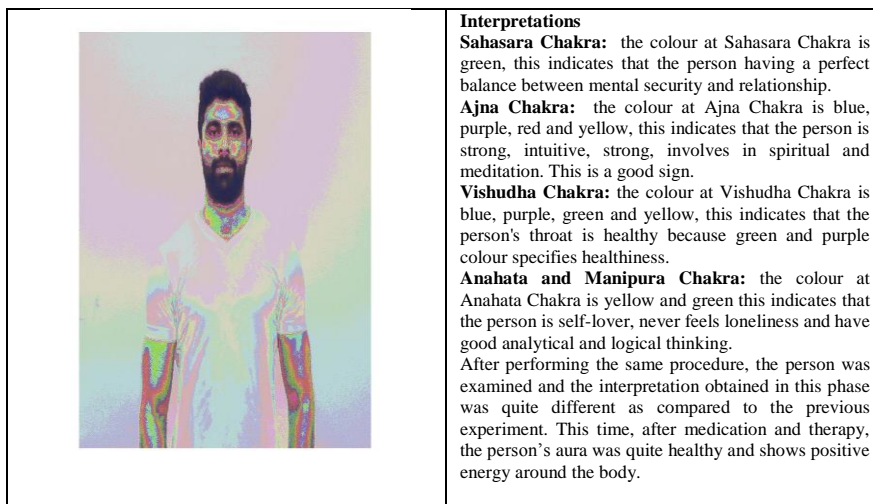 Interpretations
Sahasara Chakra: the colour at Sahasara Chakra is
green, this indicates that the person having a perfect
balance between mental security and relationship.
Ajna Chakra: the colour at Ajna Chakra is blue,
purple, red and yellow, this indicates that the person is
strong, intuitive, strong, involves in spiritual and
meditation. This is a good sign.
Vishudha Chakra: the colour at Vishudha Chakra is
blue, purple, green and yellow, this indicates that the
person's throat is healthy because green and purple
colour specifies healthiness.
Anahata and Manipura Chakra: the colour at
Anahata Chakra is yellow and green this indicates that
the person is self-lover, never feels loneliness and have
good analytical and logical thinking.
After performing the same procedure, the person was
examined and the interpretation obtained in this phase
was quite different as compared to the previous
experiment. This time, after medication and therapy,
the person’s aura was quite healthy and shows positive
energy around the body.